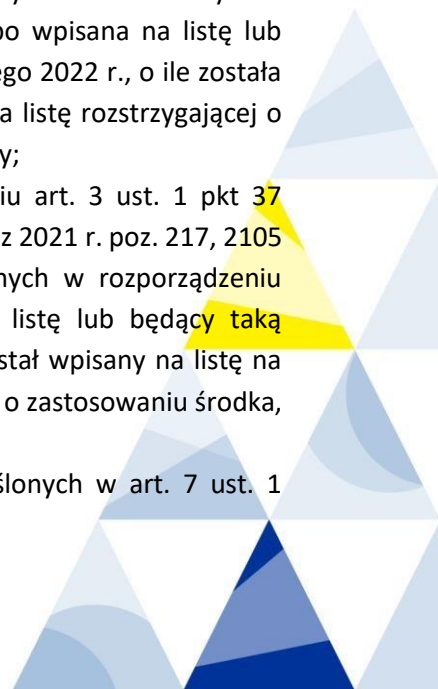 po wpisana na listę lub
ego 2022 r., o ile została
a listę rozstrzygającej o
y;
iu art. 3 ust. 1 pkt 37
z 2021 r. poz. 217, 2105
nych w rozporządzeniu
listę lub będący taką
stał wpisany na listę na
o zastosowaniu środka,
ślonych w art. 7 ust. 1